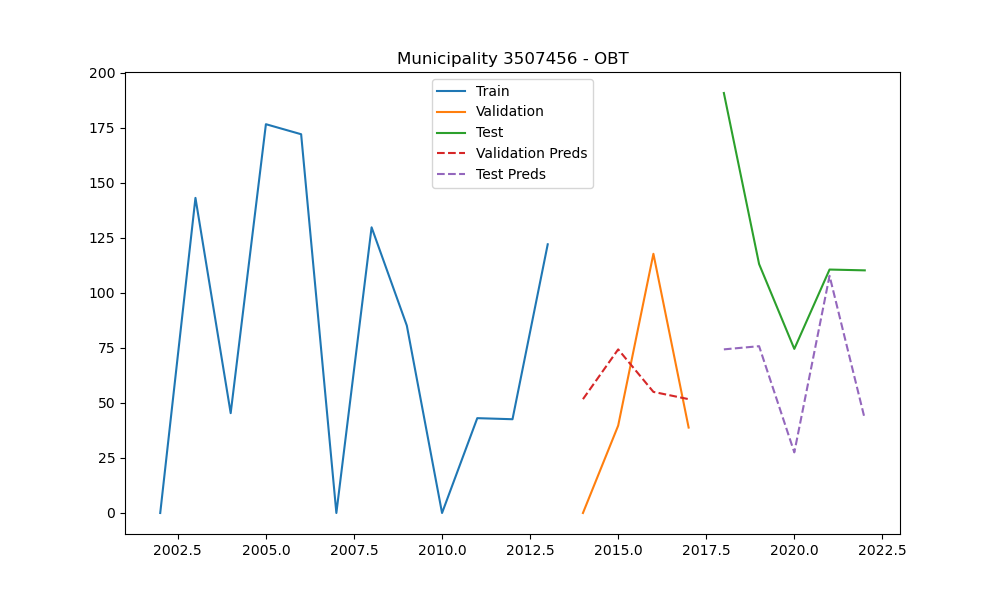 Municipality 3507456 - OBT
Train
Validation
Test
Validation Preds
Test Preds
200
175
150
125
100
75
50
25
0
2002.5 2005.0 2007.5 2010.0 2012.5 2015.0 2017.5 2020.0 2022.5